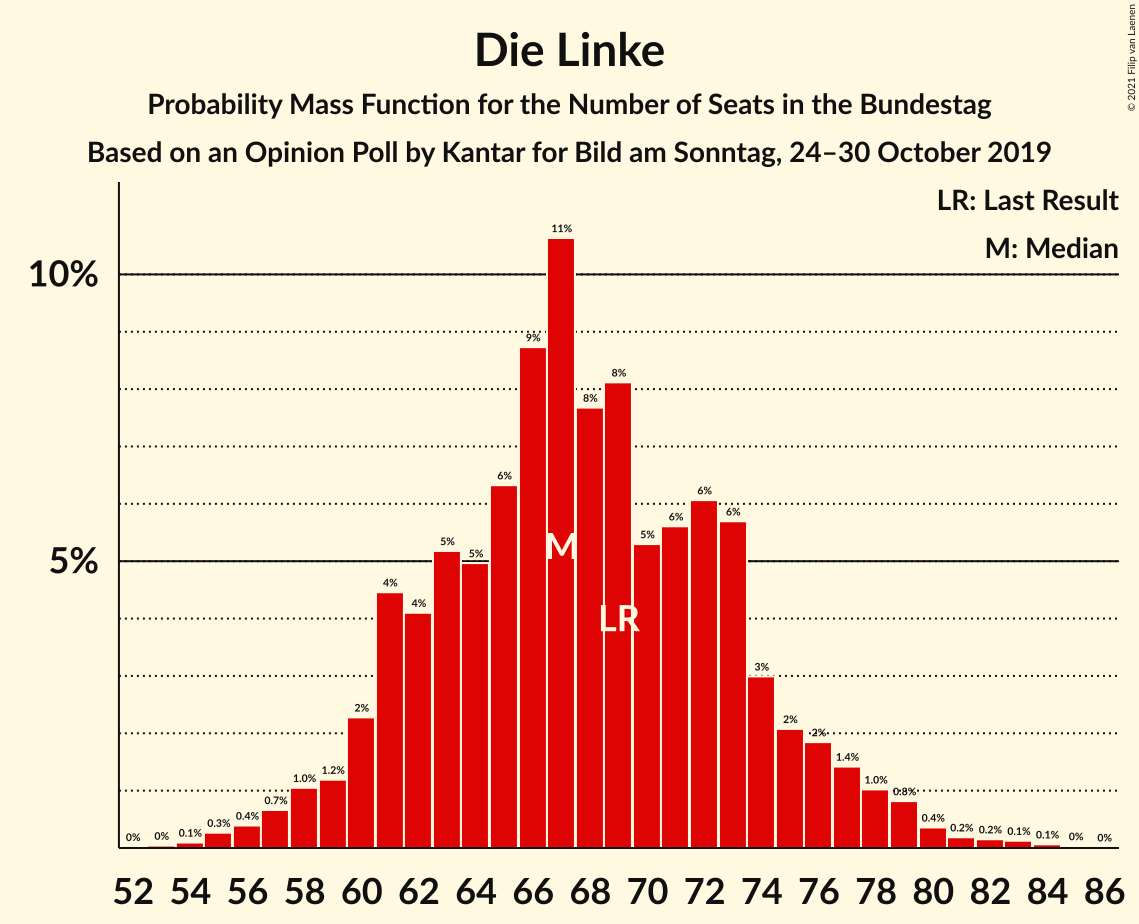 Die Linke
Probability Mass Function for the Number of Seats in the Bundestag
Based on an Opinion Poll by Kantar for Bild am Sonntag, 24–30 October 2019
© 2021 Filip van Laenen
LR: Last Result
M: Median
10%
5%
0% 0% 0.1% 0.3% 0.4% 0.7% 1.0% 1.2% 2% 4% 4% 5% 5% 6% 9% 11% 8% 8% 5% 6% 6% 6% 3% 2% 2% 1.4% 1.0% 0.8% 0.4% 0.2% 0.2% 0.1% 0.1% 0% 0%
M
LR
52 54 56 58 60 62 64 66 68 70 72 74 76 78 80 82 84 86